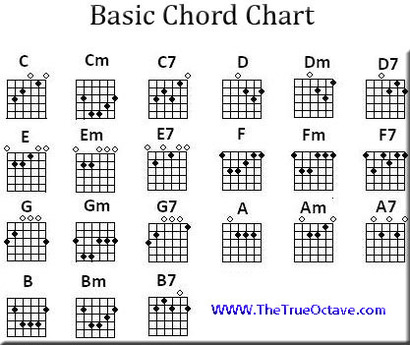 Basic Chord Chart
C Cm C7 D Dm D7
E Em E7 F Fm F7
G Gm G7 A Am A7
B Bm B7
WWW.TheTrueOctave.com